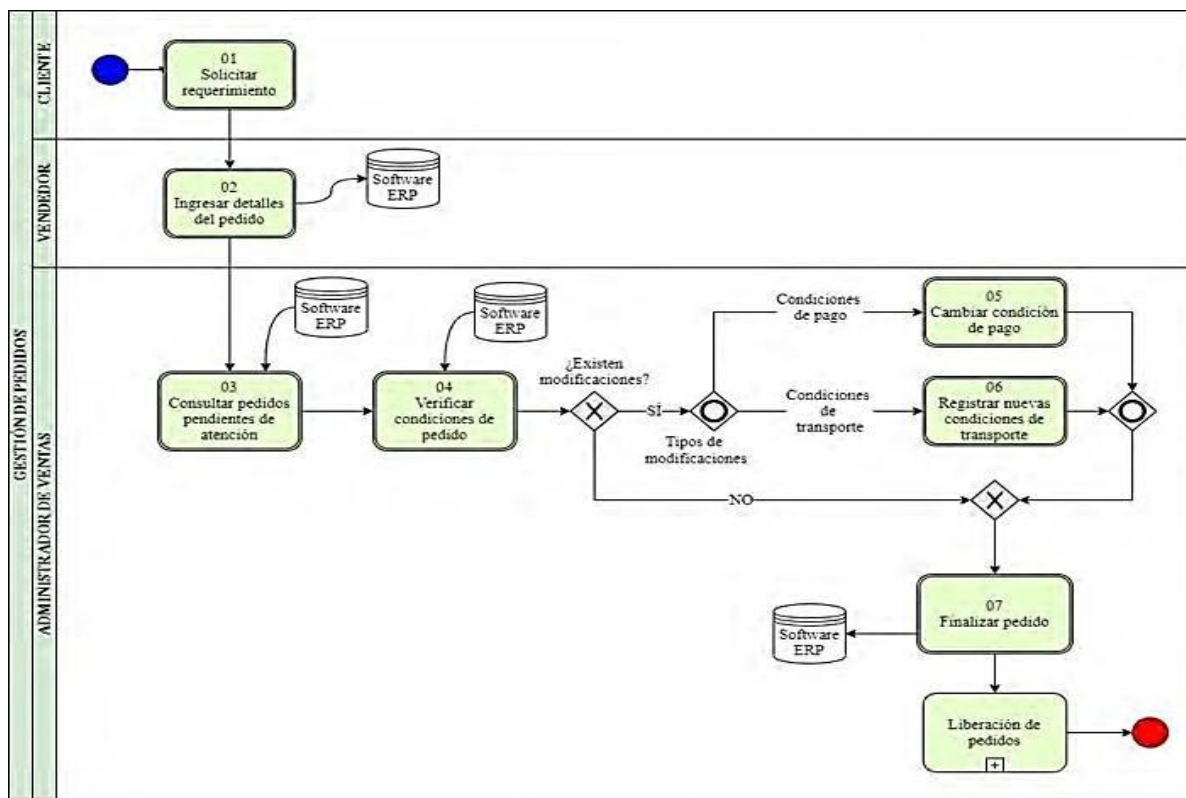 GESTIÓN DE PEDIDOS
CLIENTE
01
Solicitar
requerimiento
VENDEDOR
02
Ingresar detalles
del pedido
Software
ERP
ADMINISTRADOR DE VENTAS
Software
ERP
03
Consultar pedidos
pendientes de
atención
Software
ERP
04
Verificar
condiciones de
pedido
¿Existen
modificaciones?
SÍ
Tipos de
modificaciones
Condiciones
de pago
05
Cambiar condición
de pago
Condiciones
de
transporte
06
Registrar nuevas
condiciones de
transporte
NO
07
Finalizar pedido
Software
ERP
Liberación de
pedidos